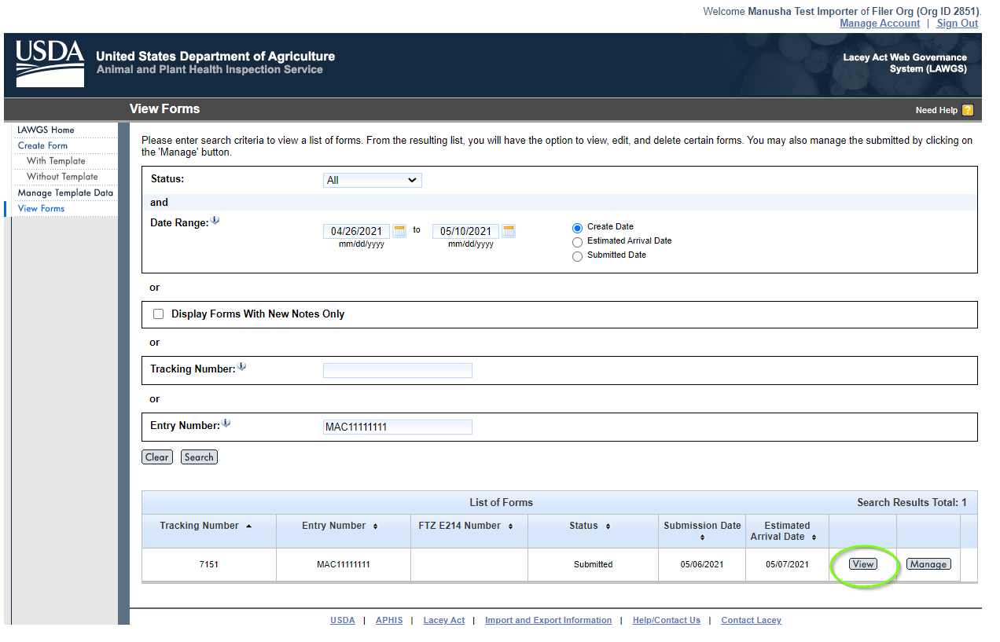 Welcome Manusha Test Importer of Filer Org (Org ID 2851).
Manage Account | Sign Out
USDA United States Department of Agriculture
Animal and Plant Health Inspection Service
Lacey Act Web Governance
System (LAWGS)
View Forms
Need Help ?
LAWGS Home
Create Form
With Template
Without Template
Manage Template Data
View Forms
Please enter search criteria to view a list of forms. From the resulting list, you will have the option to view, edit, and delete certain forms. You may also manage the submitted by clicking on
the 'Manage' button.
Status: All
and
Date Range: 04/26/2021 to 05/10/2021
mm/dd/yyyy mm/dd/yyyy
Create Date
Estimated Arrival Date
Submitted Date
or
Display Forms With New Notes Only
or
Tracking Number:
or
Entry Number: MAC11111111
Clear Search
List of Forms Search Results Total: 1
Tracking Number Entry Number FTZ E214 Number Status Submission Date Estimated
Arrival Date
7151 MAC11111111 Submitted 05/06/2021 05/07/2021 View Manage
USDA | APHIS | Lacey Act | Import and Export Information | Help/Contact Us | Contact Lacey